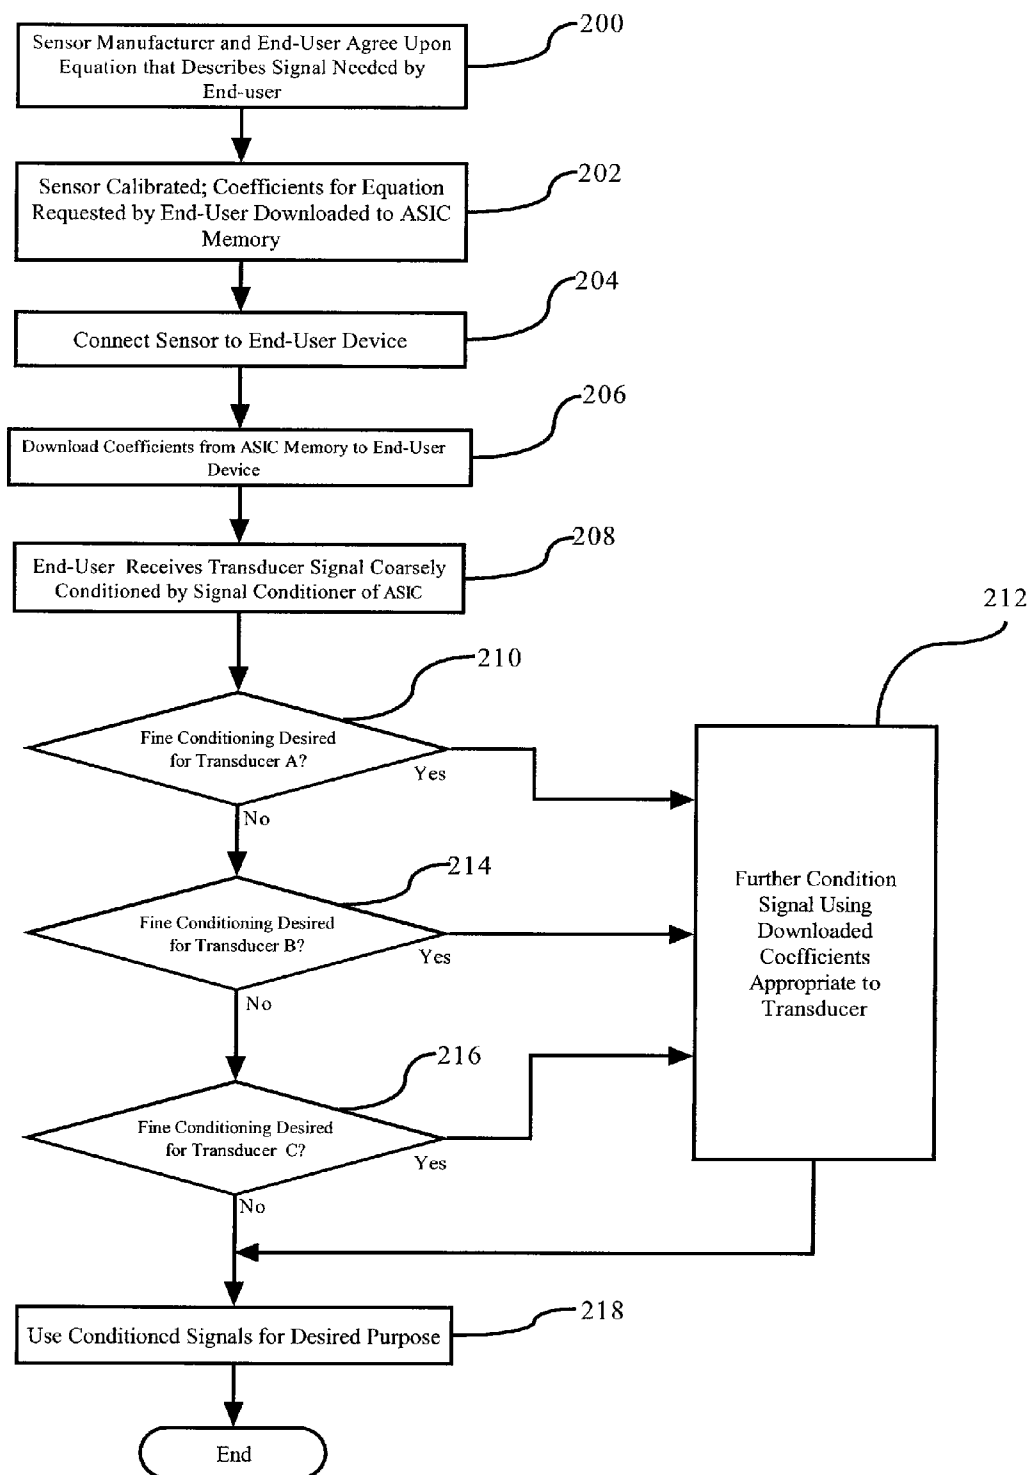 200
Sensor Manufacturer and End-User Agree Upon
Equation that Describes Signal Needed by
End-user
202
Sensor Calibrated; Coefficients for Equation
Requested by End-User Downloaded to ASIC
Memory
204
Connect Sensor to End-User Device
206
Download Coefficients from ASIC Memory to End-User
Device
208
End-User Receives Transducer Signal Coarsely
Conditioned by Signal Conditioner of ASIC
212
210
Fine Conditioning Desired
for Transducer A?
Yes
No
214
Fine Conditioning Desired
for Transducer B?
Yes
No
Further Condition
Signal Using
Downloaded
Coefficients
Appropriate to
Transducer
216
Fine Conditioning Desired
for Transducer C?
Yes
No
218
Use Conditioned Signals for Desired Purpose
End